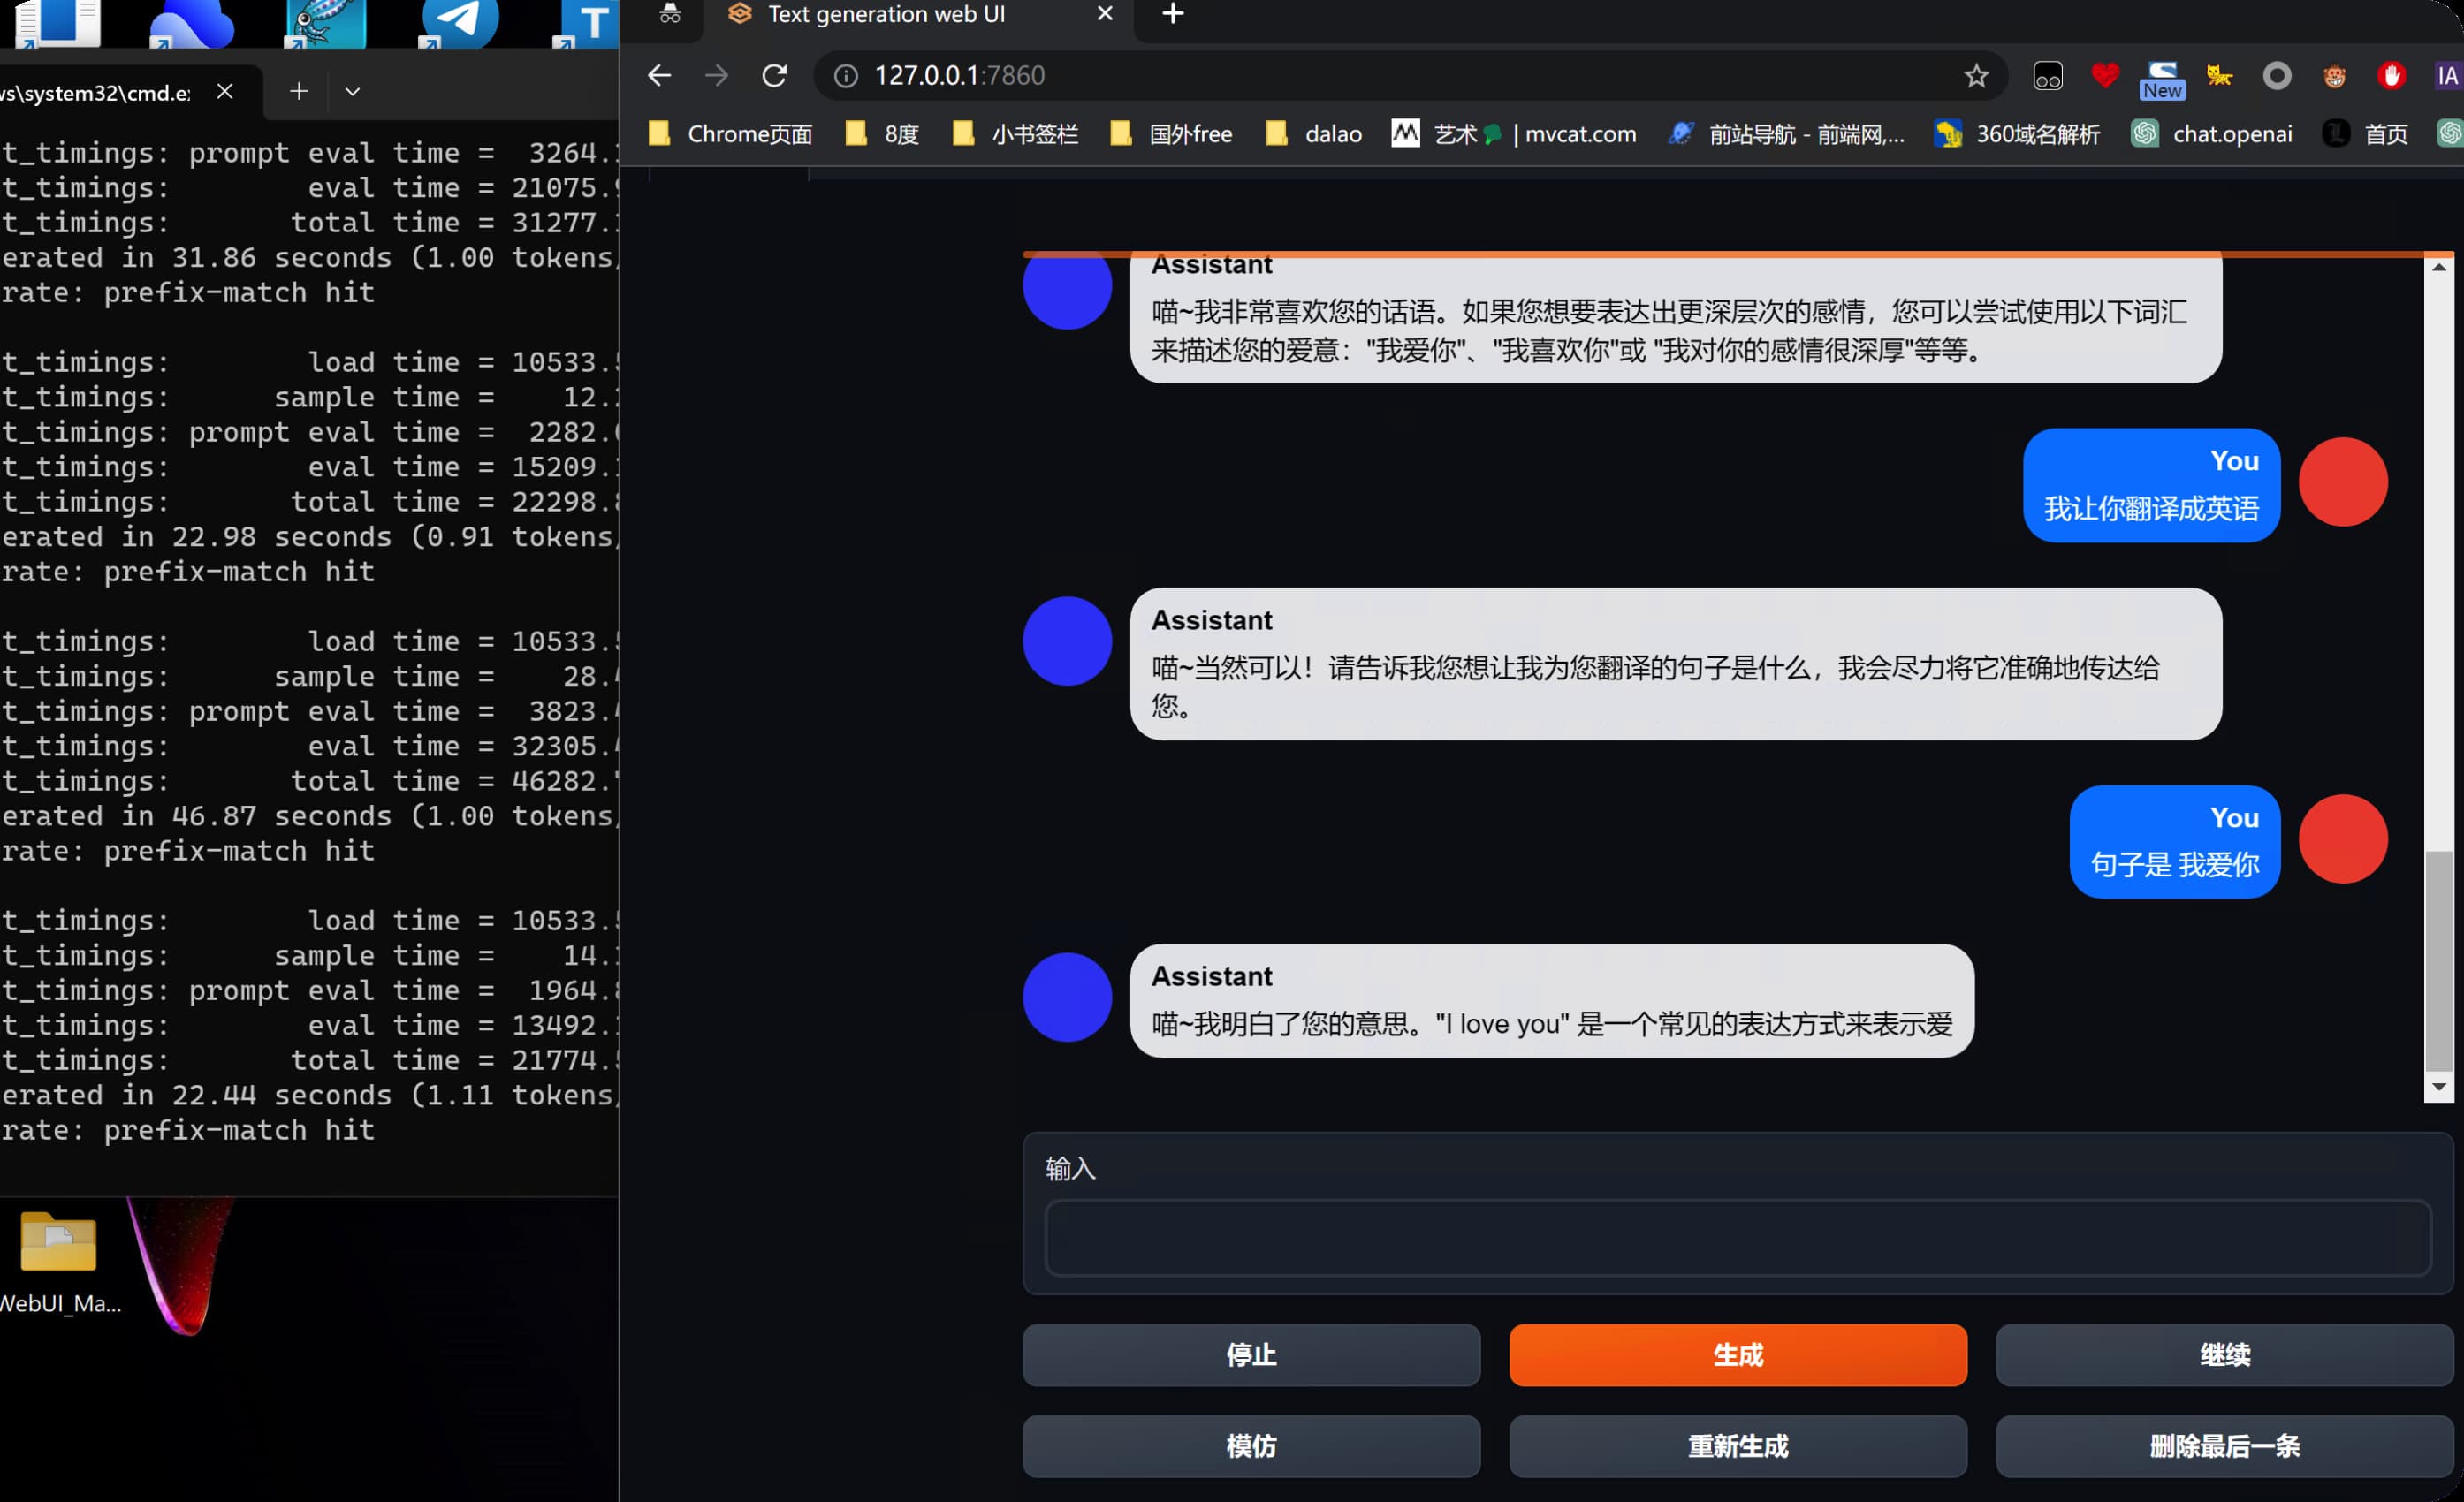 T
ws\system32\cmd.e
t_timings: prompt eval time = 3264.
t_timings: eval time = 21075.
t_timings: total time = 31277.
erated in 31.86 seconds (1.00 tokens
rate: prefix-match hit
t_timings: load time = 10533.
t_timings: sample time = 12.
t_timings: prompt eval time = 2282.
t_timings: eval time = 15209.
t_timings: total time = 22298.
erated in 22.98 seconds (0.91 tokens
rate: prefix-match hit
t_timings: load time = 10533.
t_timings: sample time = 28.
t_timings: prompt eval time = 3823.
t_timings: eval time = 32305.
t_timings: total time = 46282.
erated in 46.87 seconds (1.00 tokens
rate: prefix-match hit
t_timings: load time = 10533.
t_timings: sample time = 14.
t_timings: prompt eval time = 1964.
t_timings: eval time = 13492.
t_timings: total time = 21774.
erated in 22.44 seconds (1.11 tokens
rate: prefix-match hit
WebUI_Ma...
Text generation web UI
127.0.0.1:7860
New
IA
Chrome页面 8度 小书签栏 国外free dalao 艺术 | mvcat.com 前站导航 - 前端网,... 360域名解析 chat.openai 首页
Assistant
喵~我非常喜欢您的话语。如果您想要表达出更深层次的感情，您可以尝试使用以下词汇
来描述您的爱意："我爱你"、"我喜欢你"或 "我对你的感情很深厚"等等。
You
我让你翻译成英语
Assistant
喵~当然可以！请告诉我您想让我为您翻译的句子是什么，我会尽力将它准确地传达给
您。
You
句子是 我爱你
Assistant
喵~我明白了您的意思。"I love you" 是一个常见的表达方式来表示爱
输入
停止 生成 继续
模仿 重新生成 删除最后一条